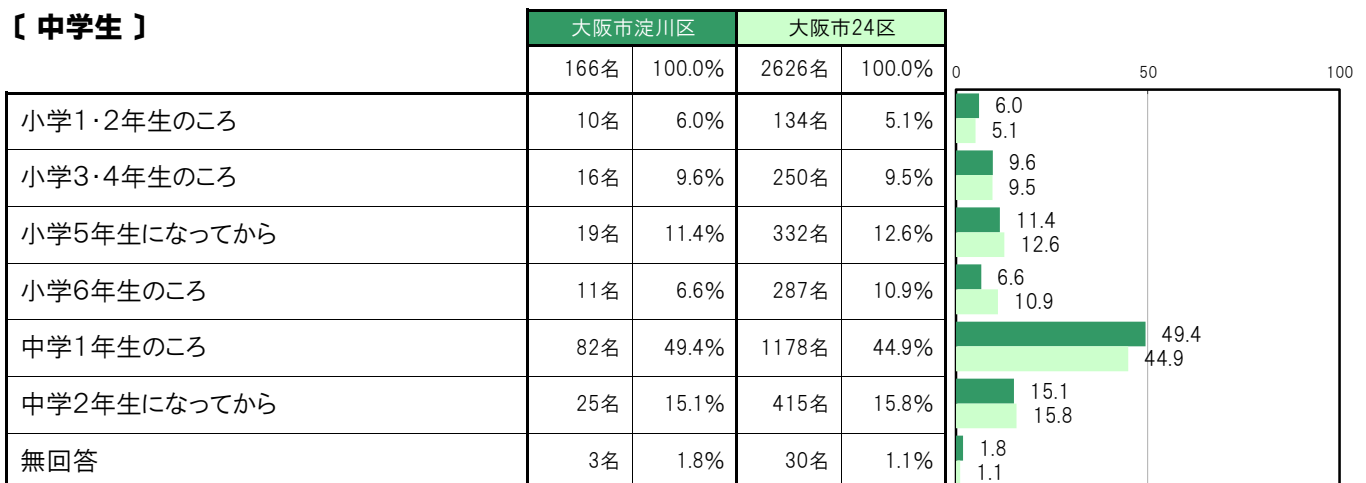 〔 中学生 〕
大阪市淀川区 大阪市24区
166名 100.0% 2626名 100.0% 0 50 100
小学1・2年生のころ 10名 6.0% 134名 5.1% 6.0 5.1
小学3・4年生のころ 16名 9.6% 250名 9.5% 9.6 9.5
小学5年生になってから 19名 11.4% 332名 12.6% 11.4 12.6
小学6年生のころ 11名 6.6% 287名 10.9% 6.6 10.9
中学1年生のころ 82名 49.4% 1178名 44.9% 49.4 44.9
中学2年生になってから 25名 15.1% 415名 15.8% 15.1 15.8
無回答 3名 1.8% 30名 1.1% 1.8 1.1